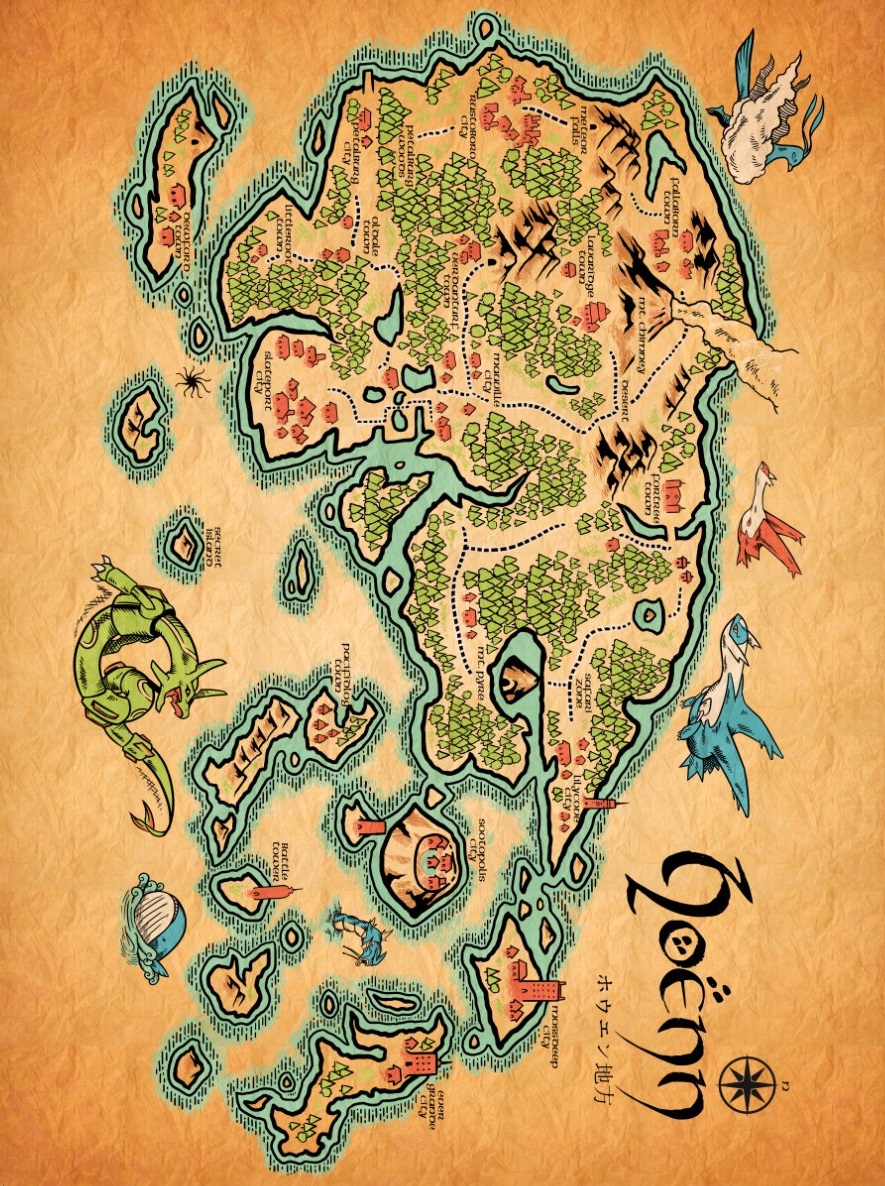 N
hoënn
ホウエン地方
fallarbor
town
fortree
town
mt. chimney
desert
meteor
falls
lavaridge
town
safari
zone
lilycove
city
mossdeep
city
rustboro
city
mauville
city
mt. pyre
sootopolis
city
verdanturf
town
ever
grande
city
petalburg
woods
oldale
town
petalburg
city
pacifidlog
town
littleroot
town
battle
tower
slateport
city
secret
island
dewford
town